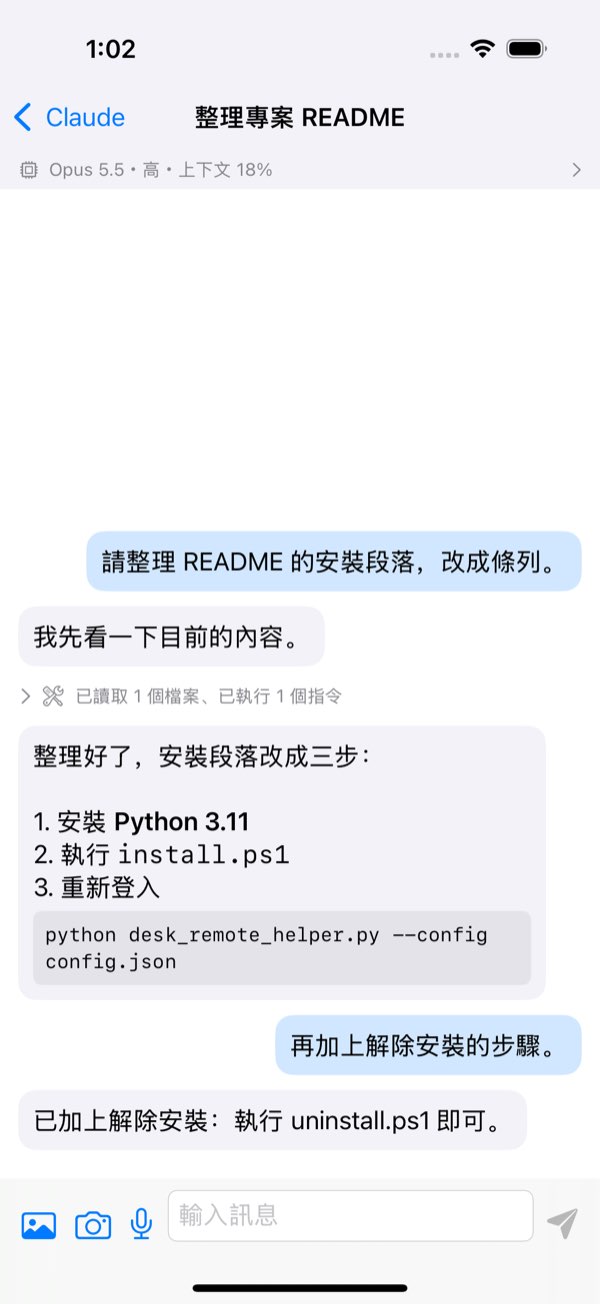 1:02
Claude
整理專案 README
Opus 5.5・高・上下文 18%
請整理 README 的安裝段落，改成條列。
我先看一下目前的內容。
已讀取 1 個檔案、已執行 1 個指令
整理好了，安裝段落改成三步：
1. 安裝 Python 3.11
2. 執行 install.ps1
3. 重新登入
python desk_remote_helper.py --config
config.json
再加上解除安裝的步驟。
已加上解除安裝：執行 uninstall.ps1 即可。
輸入訊息